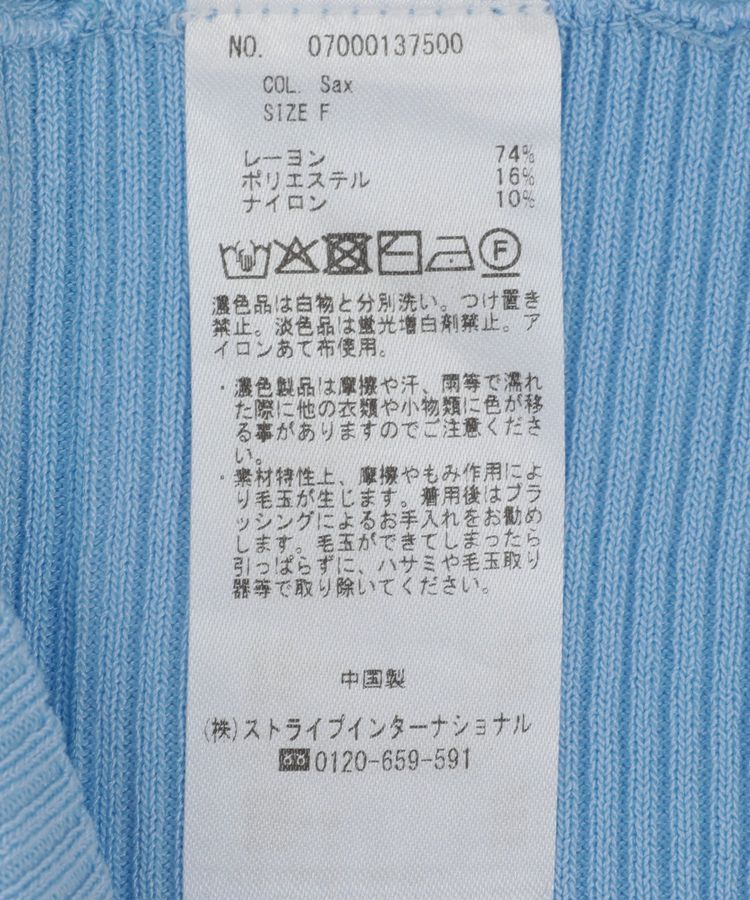 NO. 07000137500
COL. Sax
SIZE F
レーヨン 74%
ポリエステル 16%
ナイロン 10%
F
濃色品は白物と分別洗い。つけ置き
禁止。淡色品は蛍光増白剤禁止。ア
イロンあて布使用。
・濃色製品は摩擦や汗、雨等で濡れ
た際に他の衣類や小物類に色が移
る事がありますのでご注意くださ
い。
・素材特性上、摩擦やもみ作用によ
り毛玉が生じます。着用後はブラ
ッシングによるお手入れをお勧め
します。毛玉ができてしまったら
引っぱらずに、ハサミや毛玉取り
器等で取り除いてください。
中国製
(株)ストライプインターナショナル
0120-659-591